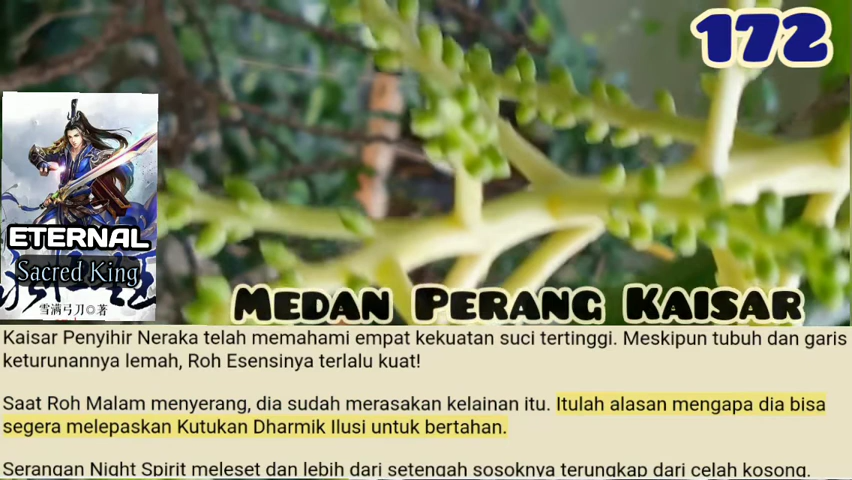 172
ETERNAL
Sacred King
雪满弓刀◎著
MEDAN PERANG KAISAR
Kaisar Penyihir Neraka telah memahami empat kekuatan suci tertinggi. Meskipun tubuh dan garis
keturunannya lemah, Roh Esensinya terlalu kuat!
Saat Roh Malam menyerang, dia sudah merasakan kelainan itu. Itulah alasan mengapa dia bisa
segera melepaskan Kutukan Dharmik Ilusi untuk bertahan.
Serangan Night Spirit meleset dan lebih dari setengah sosoknya terungkap dari celah kosong.